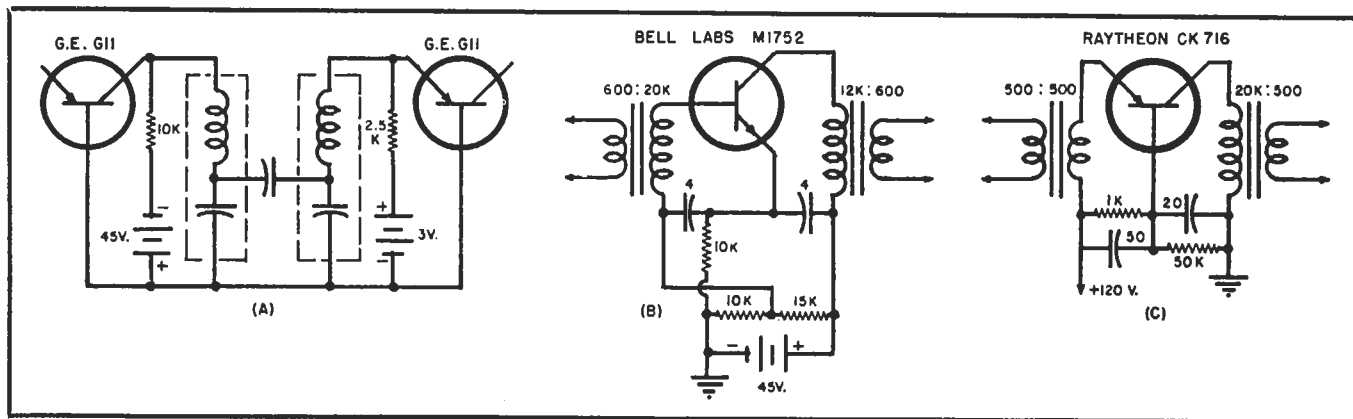 G.E. G11
G.E. G11
10K
2.5
K
45V.
-
+
+
3V.
-
(A)
BELL LABS M1752
600:20K
12K:600
4
4
10K
10K
15K
(B)
-
+
45V.
RAYTHEON CK 716
500:500
20K:500
1K
20
50
50K
+120 V.
(C)